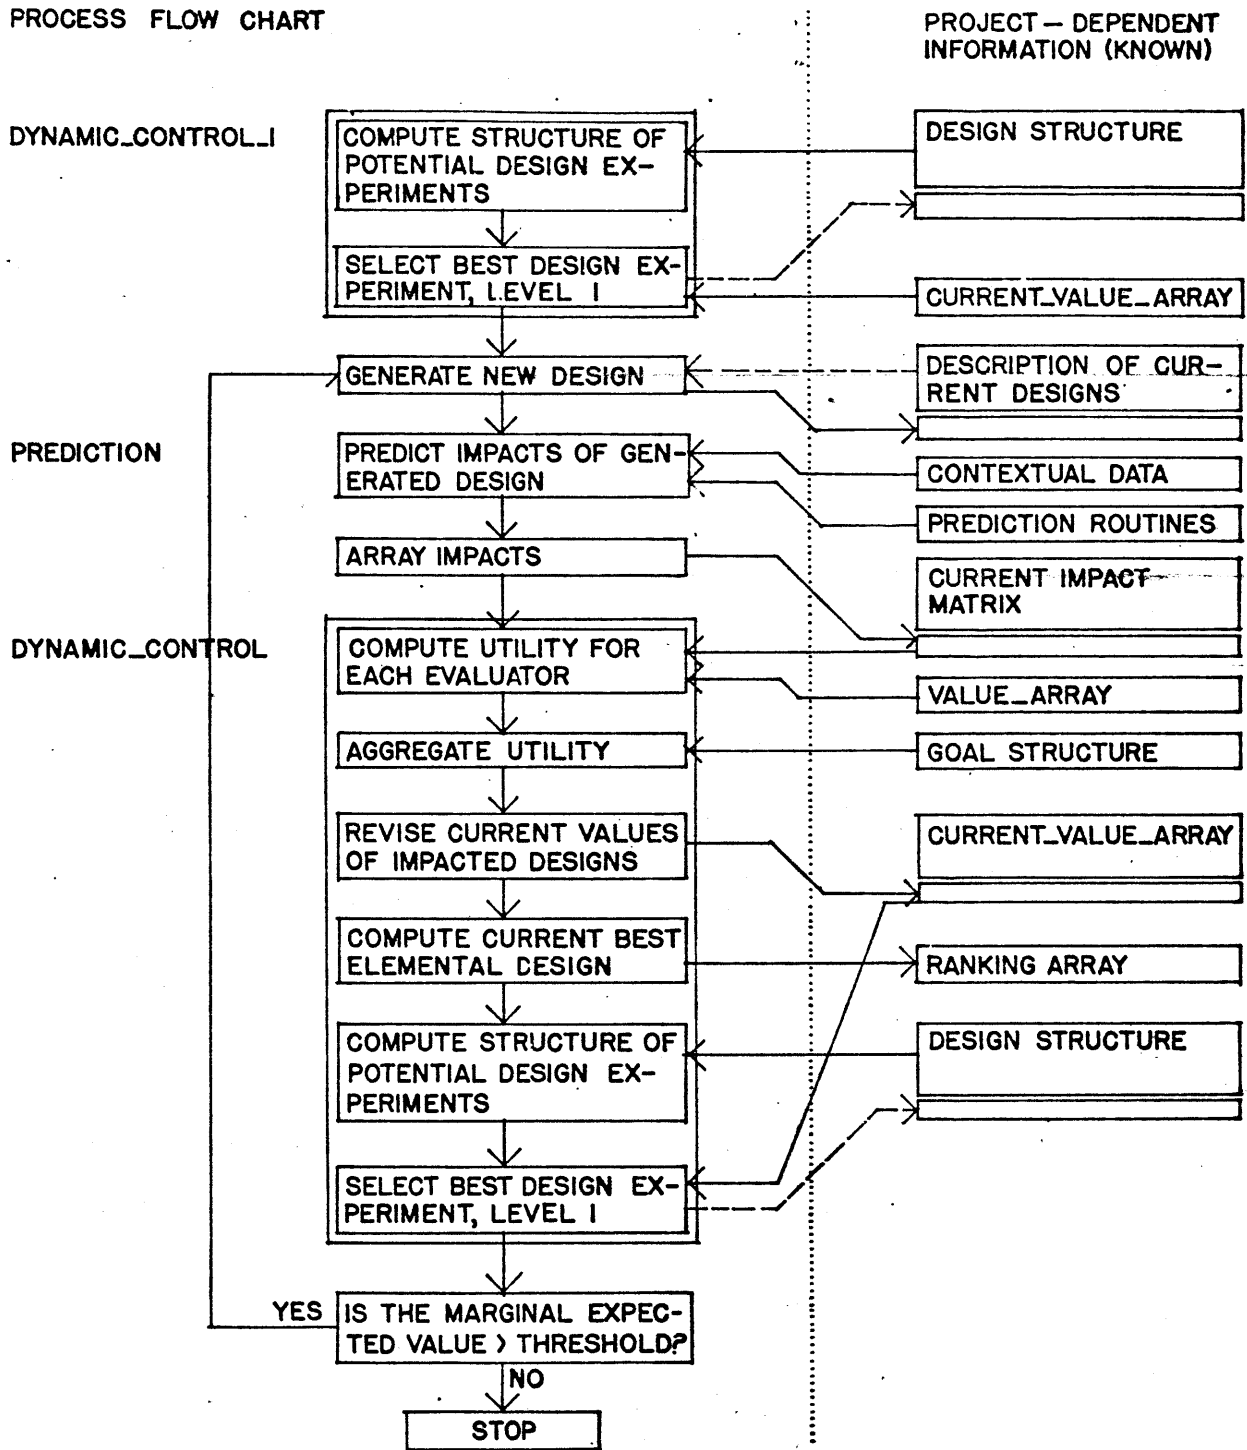 PROCESS FLOW CHART
PROJECT — DEPENDENT
INFORMATION (KNOWN)
DYNAMIC_CONTROL_I
COMPUTE STRUCTURE OF
POTENTIAL DESIGN EX-
PERIMENTS
DESIGN STRUCTURE
SELECT BEST DESIGN EX-
PERIMENT, LEVEL I
CURRENT_VALUE_ARRAY
GENERATE NEW DESIGN
DESCRIPTION OF CUR-
RENT DESIGNS
PREDICTION
PREDICT IMPACTS OF GEN-
ERATED DESIGN
CONTEXTUAL DATA
PREDICTION ROUTINES
ARRAY IMPACTS
CURRENT IMPACT
MATRIX
DYNAMIC_CONTROL
COMPUTE UTILITY FOR
EACH EVALUATOR
VALUE_ARRAY
AGGREGATE UTILITY
GOAL STRUCTURE
REVISE CURRENT VALUES
OF IMPACTED DESIGNS
CURRENT_VALUE_ARRAY
COMPUTE CURRENT BEST
ELEMENTAL DESIGN
RANKING ARRAY
COMPUTE STRUCTURE OF
POTENTIAL DESIGN EX-
PERIMENTS
DESIGN STRUCTURE
SELECT BEST DESIGN EX-
PERIMENT, LEVEL I
YES
IS THE MARGINAL EXPEC-
TED VALUE > THRESHOLD?
NO
STOP